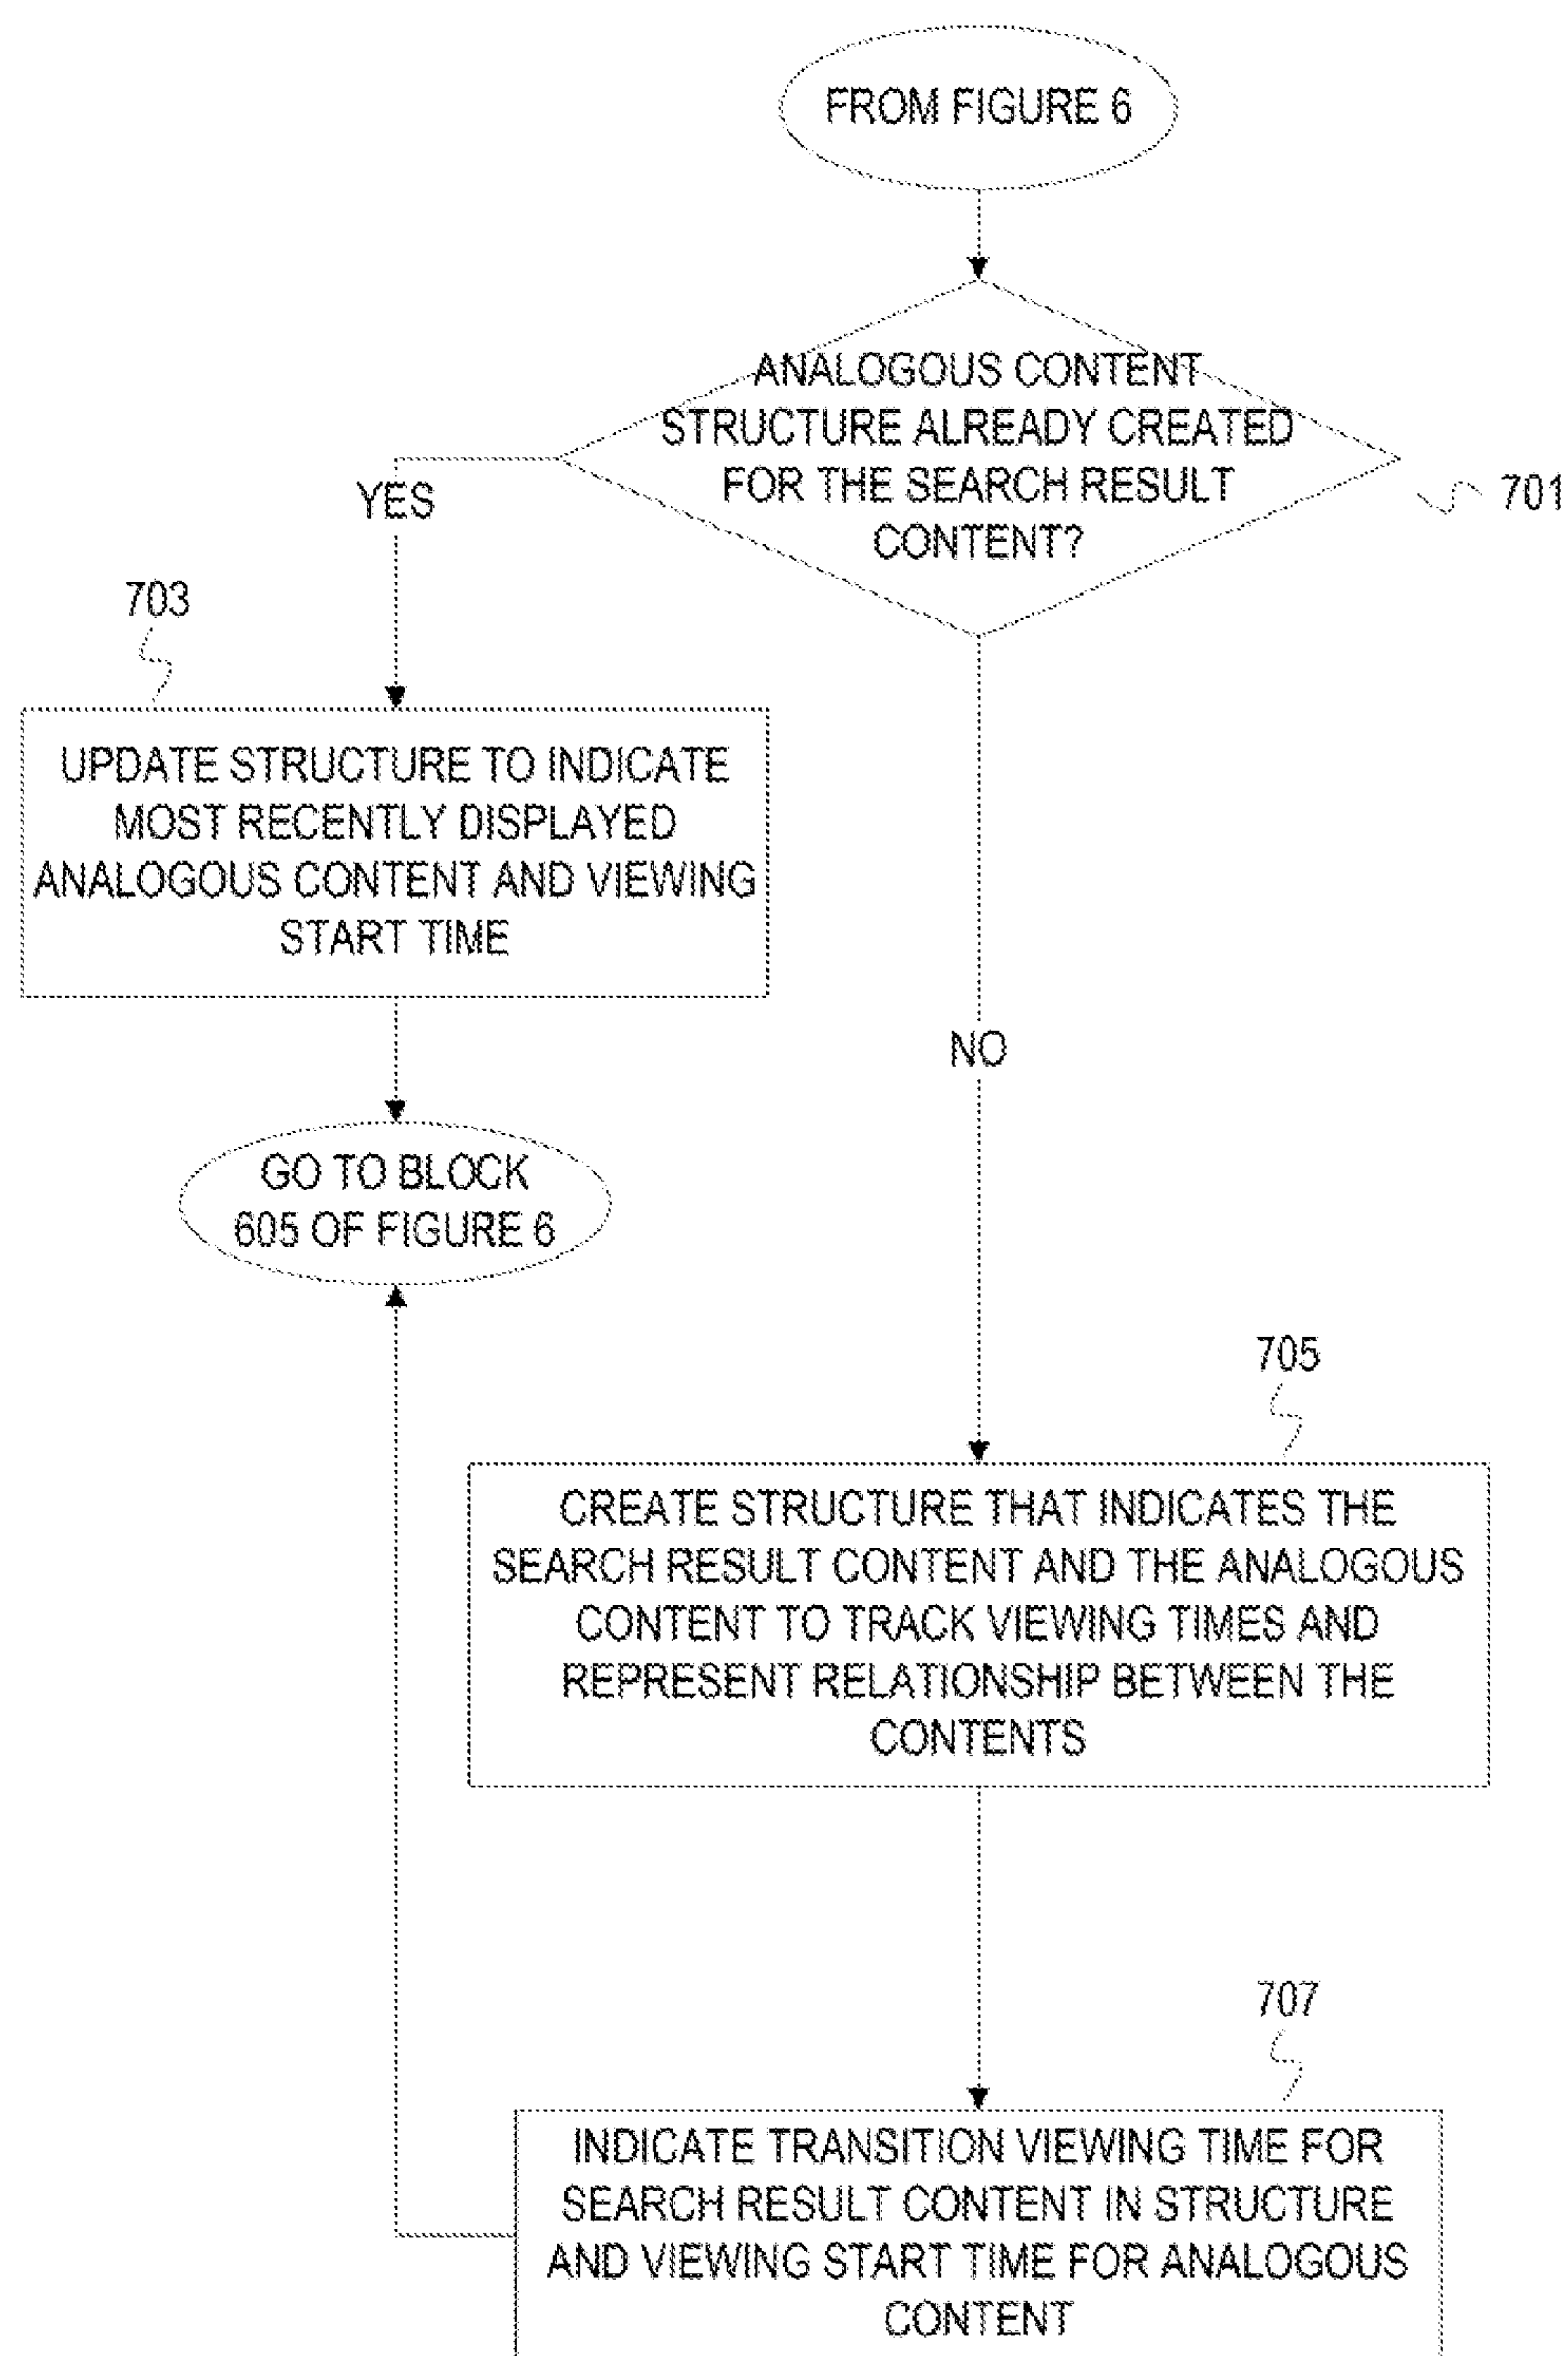 FROM FIGURE 6
ANALOGOUS CONTENT
STRUCTURE ALREADY CREATED
FOR THE SEARCH RESULT
CONTENT?
701
YES
703
UPDATE STRUCTURE TO INDICATE
MOST RECENTLY DISPLAYED
ANALOGOUS CONTENT AND VIEWING
START TIME
NO
GO TO BLOCK
605 OF FIGURE 6
705
CREATE STRUCTURE THAT INDICATES THE
SEARCH RESULT CONTENT AND THE ANALOGOUS
CONTENT TO TRACK VIEWING TIMES AND
REPRESENT RELATIONSHIP BETWEEN THE
CONTENTS
707
INDICATE TRANSITION VIEWING TIME FOR
SEARCH RESULT CONTENT IN STRUCTURE
AND VIEWING START TIME FOR ANALOGOUS
CONTENT